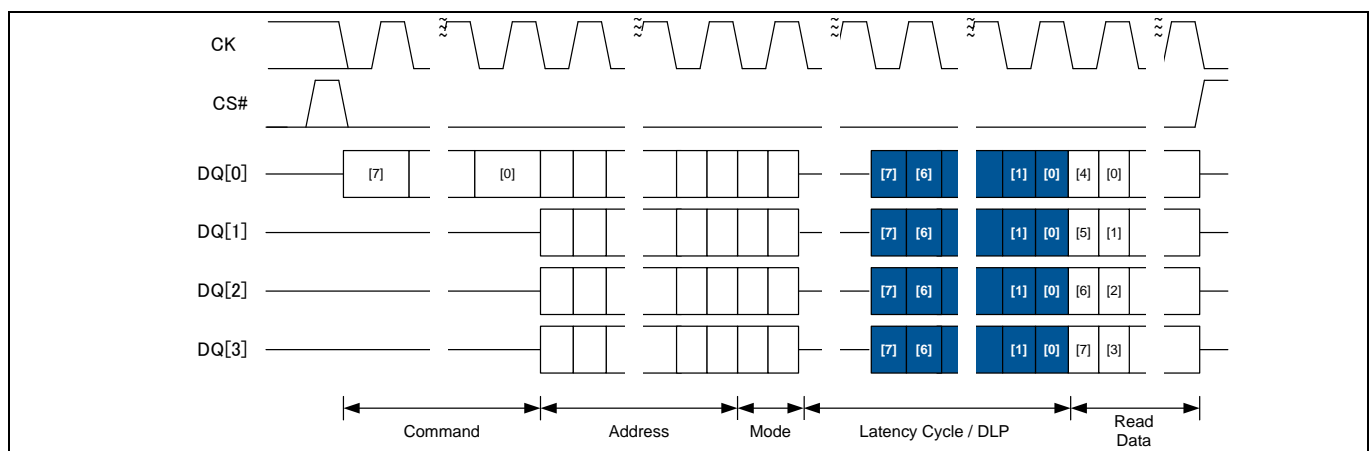 CK
CS#
DQ[0] [7] [0] [7] [6] [1] [0] [4] [0]
DQ[1] [7] [6] [1] [0] [5] [1]
DQ[2] [7] [6] [1] [0] [6] [2]
DQ[3] [7] [6] [1] [0] [7] [3]
Command Address Mode Latency Cycle / DLP Read
Data